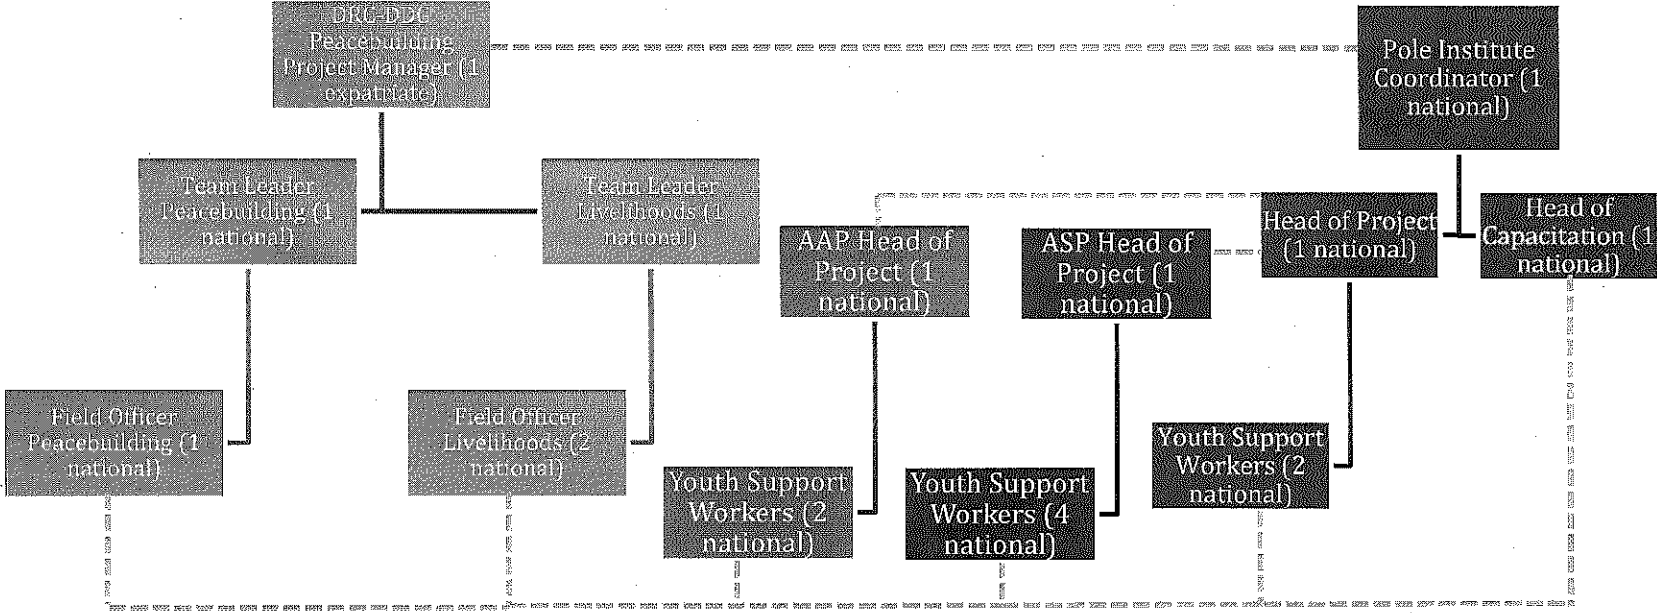 DRC-DDG
Peacebuilding
Project Manager (1
expatriate)
Pole Institute
Coordinator (1
national)
Team Leader
Peacebuilding (1
national)
Team Leader
Livelihoods (1
national)
AAP Head of
Project (1
national)
ASP Head of
Project (1
national)
Head of Project
(1 national)
Head of
Capacitation (1
national)
Field Officer
Peacebuilding (1
national)
Field Officer
Livelihoods (2
national)
Youth Support
Workers (2
national)
Youth Support
Workers (4
national)
Youth Support
Workers (2
national)